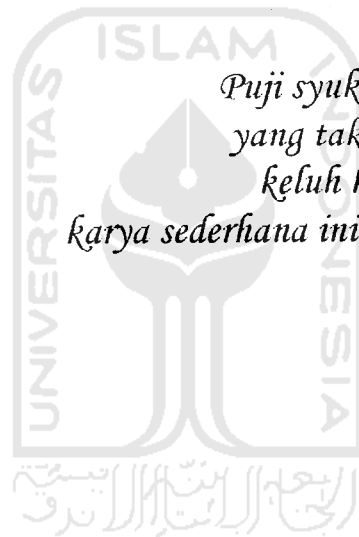 ISLAM
UNIVERSITAS
INDONESIA
Puji syuk
yang tak
keluh
karya sederhana ini